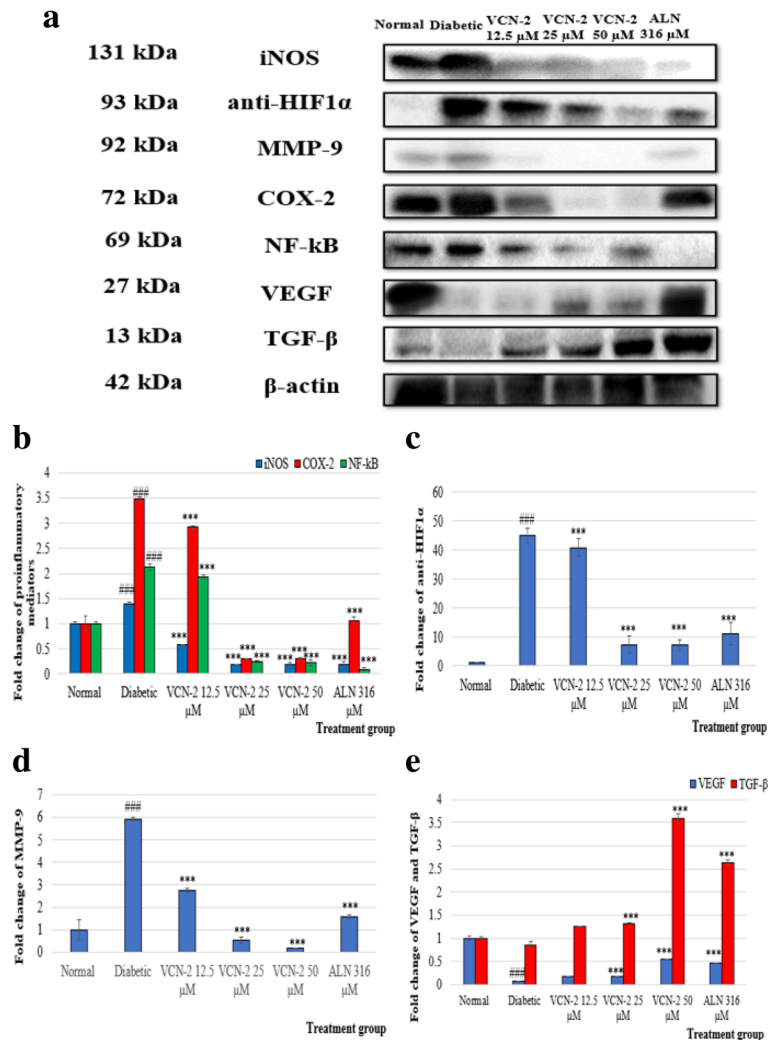 a
Normal Diabetic VCN-2 12.5 µM VCN-2 25 µM VCN-2 50 µM ALN 316 µM
131 kDa iNOS
93 kDa anti-HIF1α
92 kDa MMP-9
72 kDa COX-2
69 kDa NF-kB
27 kDa VEGF
13 kDa TGF-β
42 kDa β-actin
b
iNOS COX-2 NF-kB
Fold change of proinflammatory mediators
4
3.5
3
2.5
2
1.5
1
0.5
0
###
###
###
***
***
***
***
***
***
***
***
***
***
***
***
Normal Diabetic VCN-2 12.5 µM VCN-2 25 µM VCN-2 50 µM ALN 316 µM
Treatment group
c
Fold change of anti-HIF1α
60
50
40
30
20
10
0
###
***
***
***
***
Normal Diabetic VCN-2 12.5 µM VCN-2 25 µM VCN-2 50 µM ALN 316 µM
Treatment group
d
Fold change of MMP-9
7
6
5
4
3
2
1
0
###
***
***
***
***
Normal Diabetic VCN-2 12.5 µM VCN-2 25 µM VCN-2 50 µM ALN 316 µM
Treatment group
e
VEGF TGF-β
Fold change of VEGF and TGF-β
4
3.5
3
2.5
2
1.5
1
0.5
0
###
***
***
***
***
***
***
Normal Diabetic VCN-2 12.5 µM VCN-2 25 µM VCN-2 50 µM ALN 316 µM
Treatment group